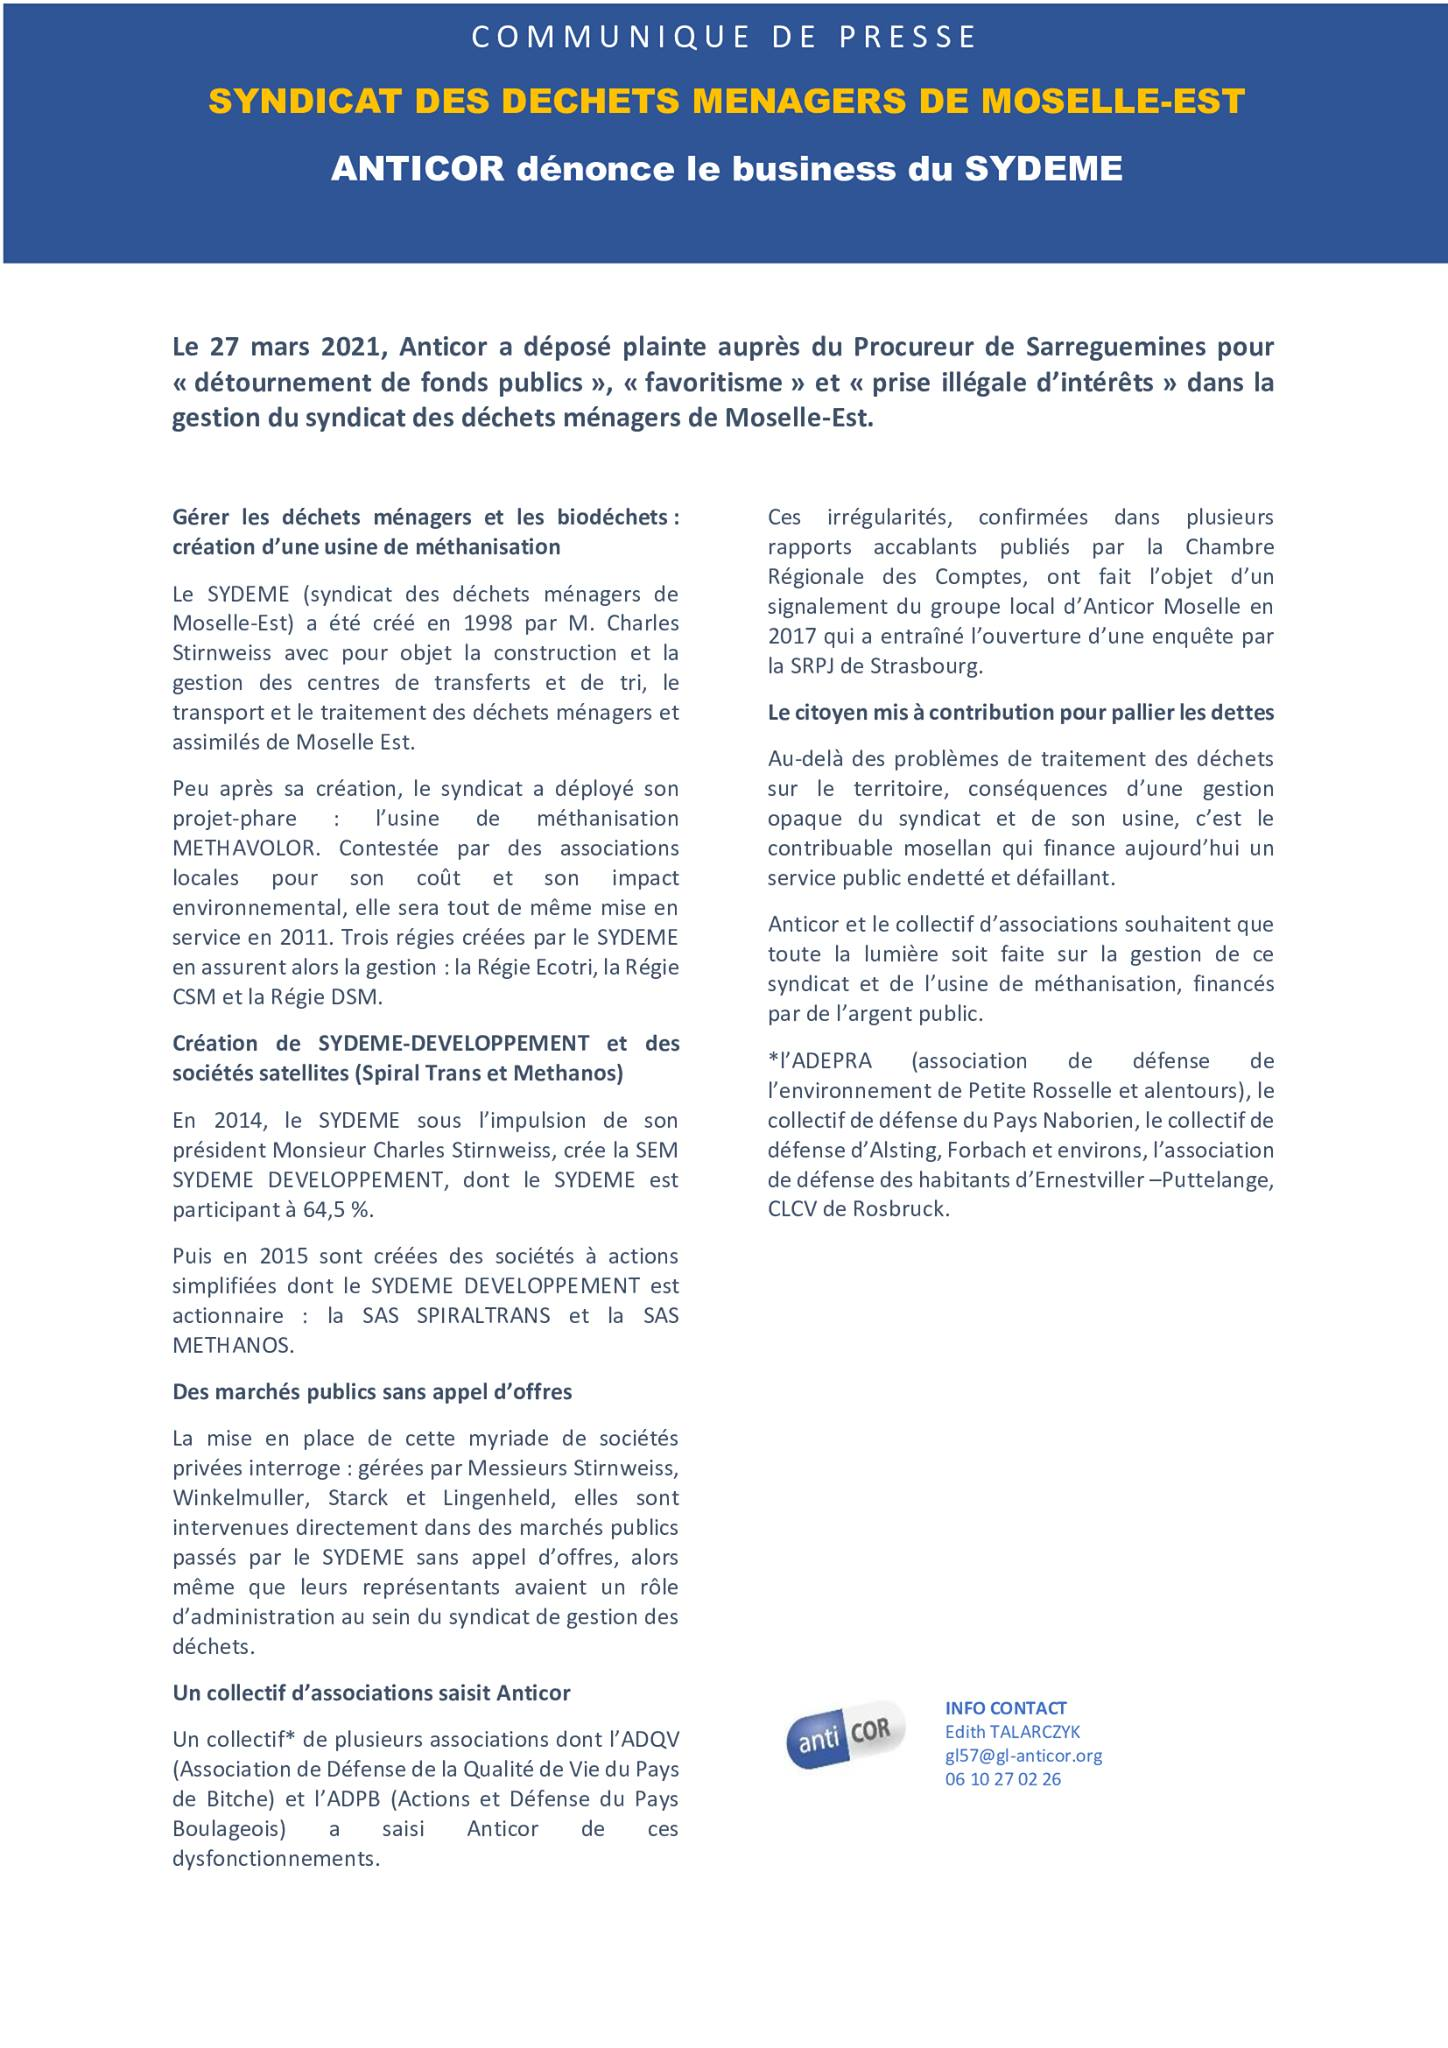 COMMUNIQUE DE PRESSE
SYNDICAT DES DECHETS MENAGERS DE MOSELLE-EST
ANTICOR dénonce le business du SYDEME
Le 27 mars 2021, Anticor a déposé plainte auprès du Procureur de Sarreguemines pour
« détournement de fonds publics », « favoritisme » et « prise illégale d’intérêts » dans la
gestion du syndicat des déchets ménagers de Moselle-Est.
Gérer les déchets ménagers et les biodéchets :
création d’une usine de méthanisation
Le SYDEME (syndicat des déchets ménagers de
Moselle-Est) a été créé en 1998 par M. Charles
Stirnweiss avec pour objet la construction et la
gestion des centres de transferts et de tri, le
transport et le traitement des déchets ménagers et
assimilés de Moselle Est.
Peu après sa création, le syndicat a déployé son
projet-phare : l’usine de méthanisation
METHAVOLOR. Contestée par des associations
locales pour son coût et son impact
environnemental, elle sera tout de même mise en
service en 2011. Trois régies créées par le SYDEME
en assurent alors la gestion : la Régie Ecotri, la Régie
CSM et la Régie DSM.
Création de SYDEME-DEVELOPPEMENT et des
sociétés satellites (Spiral Trans et Methanos)
En 2014, le SYDEME sous l’impulsion de son
président Monsieur Charles Stirnweiss, crée la SEM
SYDEME DEVELOPPEMENT, dont le SYDEME est
participant à 64,5 %.
Puis en 2015 sont créées des sociétés à actions
simplifiées dont le SYDEME DEVELOPPEMENT est
actionnaire : la SAS SPIRALTRANS et la SAS
METHANOS.
Des marchés publics sans appel d’offres
La mise en place de cette myriade de sociétés
privées interroge : gérées par Messieurs Stirnweiss,
Winkelmuller, Starck et Lingenheld, elles sont
intervenues directement dans des marchés publics
passés par le SYDEME sans appel d’offres, alors
même que leurs représentants avaient un rôle
d’administration au sein du syndicat de gestion des
déchets.
Un collectif d’associations saisit Anticor
Un collectif* de plusieurs associations dont l’ADQV
(Association de Défense de la Qualité de Vie du Pays
de Bitche) et l’ADPB (Actions et Défense du Pays
Boulageois) a saisi Anticor de ces
dysfonctionnements.
Ces irrégularités, confirmées dans plusieurs
rapports accablants publiés par la Chambre
Régionale des Comptes, ont fait l’objet d’un
signalement du groupe local d’Anticor Moselle en
2017 qui a entraîné l’ouverture d’une enquête par
la SRPJ de Strasbourg.
Le citoyen mis à contribution pour pallier les dettes
Au-delà des problèmes de traitement des déchets
sur le territoire, conséquences d’une gestion
opaque du syndicat et de son usine, c’est le
contribuable mosellan qui finance aujourd’hui un
service public endetté et défaillant.
Anticor et le collectif d’associations souhaitent que
toute la lumière soit faite sur la gestion de ce
syndicat et de l’usine de méthanisation, financés
par de l’argent public.
*l’ADEPRA (association de défense de
l’environnement de Petite Rosselle et alentours), le
collectif de défense du Pays Naborien, le collectif de
défense d’Alsting, Forbach et environs, l’association
de défense des habitants d’Ernestviller –Puttelange,
CLCV de Rosbruck.
anti COR
INFO CONTACT
Edith TALARCZYK
gl57@gl-anticor.org
06 10 27 02 26